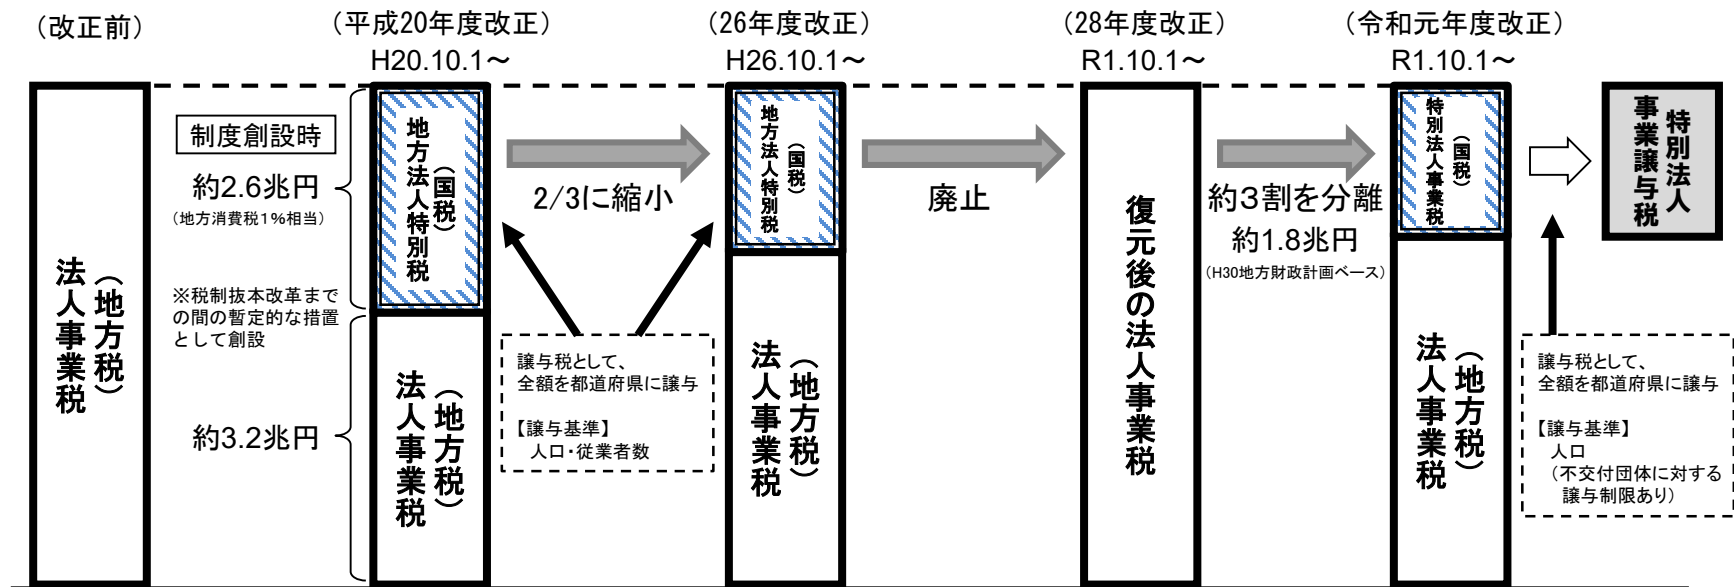 （改正前）
（平成20年度改正）
H20.10.1～
（26年度改正）
H26.10.1～
（28年度改正）
R1.10.1～
（令和元年度改正）
R1.10.1～
法人事業税
（地方税）
制度創設時
約2.6兆円
（地方消費税1%相当）
※税制抜本改革まで
の間の暫定的な措置
として創設
約3.2兆円
地方法人特別税
（国税）
法人事業税
（地方税）
2/3に縮小
譲与税として、
全額を都道府県に譲与
【譲与基準】
人口・従業者数
地方法人特別税
（国税）
法人事業税
（地方税）
廃止
復元後の法人事業税
約３割を分離
約1.8兆円
（H30地方財政計画ベース）
特別法人事業税
（国税）
法人事業税
（地方税）
特別法人
事業譲与税
譲与税として、
全額を都道府県に譲与
【譲与基準】
人口
（不交付団体に対する
譲与制限あり）